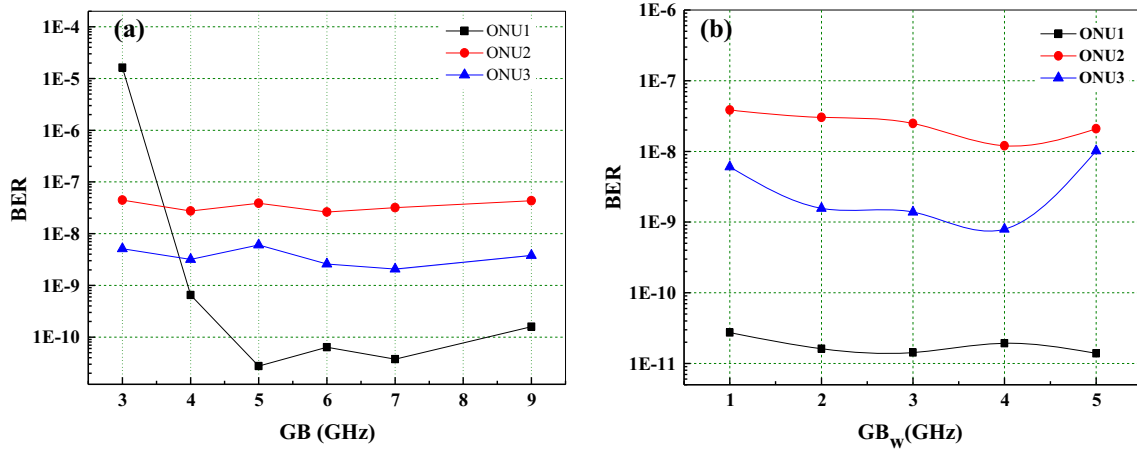 (a)
ONU1
ONU2
ONU3
1E-4
1E-5
1E-6
1E-7
1E-8
1E-9
1E-10
BER
3 4 5 6 7 8 9
GB (GHz)
(b)
ONU1
ONU2
ONU3
1E-6
1E-7
1E-8
1E-9
1E-10
1E-11
BER
1 2 3 4 5
GBw(GHz)